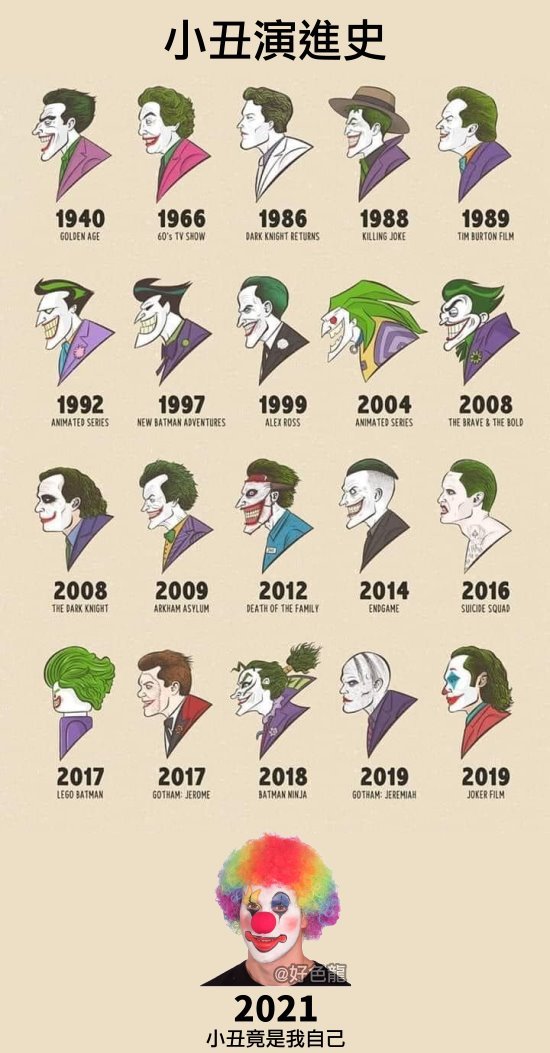 小丑演進史
1940 1966 1986 1988 1989
GOLDEN AGE 60's TV SHOW DARK KNIGHT RETURNS KILLING JOKE TIM BURTON FILM
1992 1997 1999 2004 2008
ANIMATED SERIES NEW BATMAN ADVENTURES ALEX ROSS ANIMATED SERIES THE BRAVE & THE BOLD
2008 2009 2012 2014 2016
THE DARK KNIGHT ARKHAM ASYLUM DEATH OF THE FAMILY ENDGAME SUICIDE SQUAD
2017 2017 2018 2019 2019
LEGO BATMAN GOTHAM: JEROME BATMAN NINJA GOTHAM: JEREMIAH JOKER FILM
@好色龍
2021
小丑竟是我自己